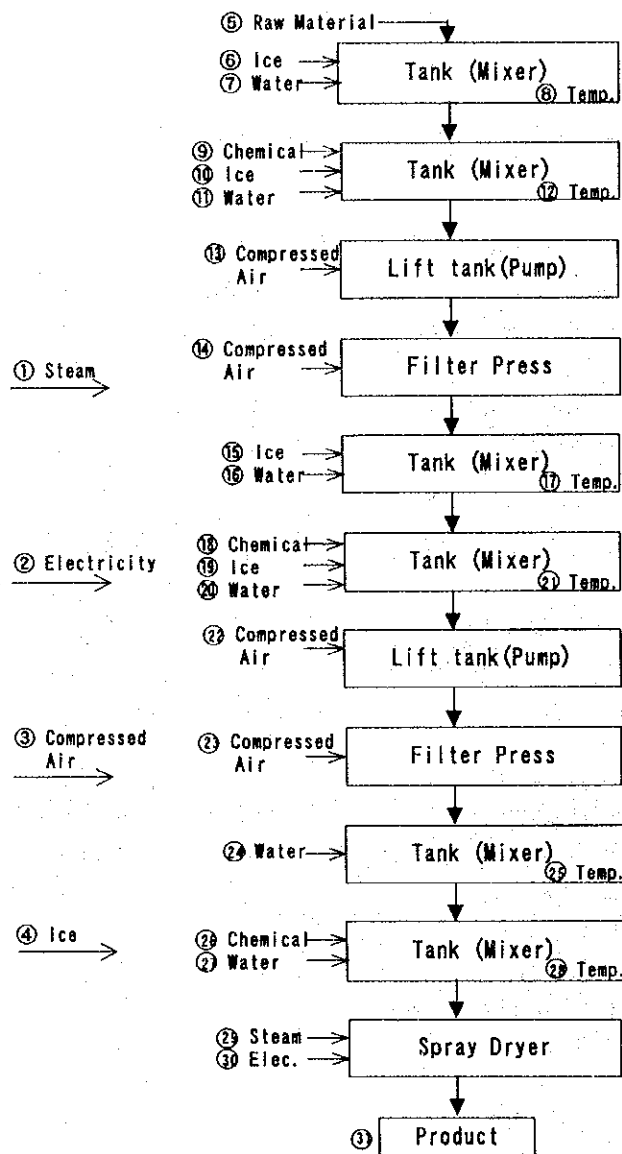 ⑤ Raw Material
⑥ Ice
⑦ Water
Tank (Mixer)
⑧ Temp.
⑨ Chemical
⑩ Ice
⑪ Water
Tank (Mixer)
⑫ Temp.
⑬ Compressed
Air
Lift tank(Pump)
⑭ Compressed
Air
Filter Press
① Steam
⑮ Ice
⑯ Water
Tank (Mixer)
⑰ Temp.
② Electricity
⑱ Chemical
⑲ Ice
⑳ Water
Tank (Mixer)
㉑ Temp.
㉒ Compressed
Air
Lift tank(Pump)
③ Compressed
Air
㉓ Compressed
Air
Filter Press
㉔ Water
Tank (Mixer)
㉕ Temp.
④ Ice
㉖ Chemical
㉗ Water
Tank (Mixer)
㉘ Temp.
㉙ Steam
㉚ Elec.
Spray Dryer
㉛ Product